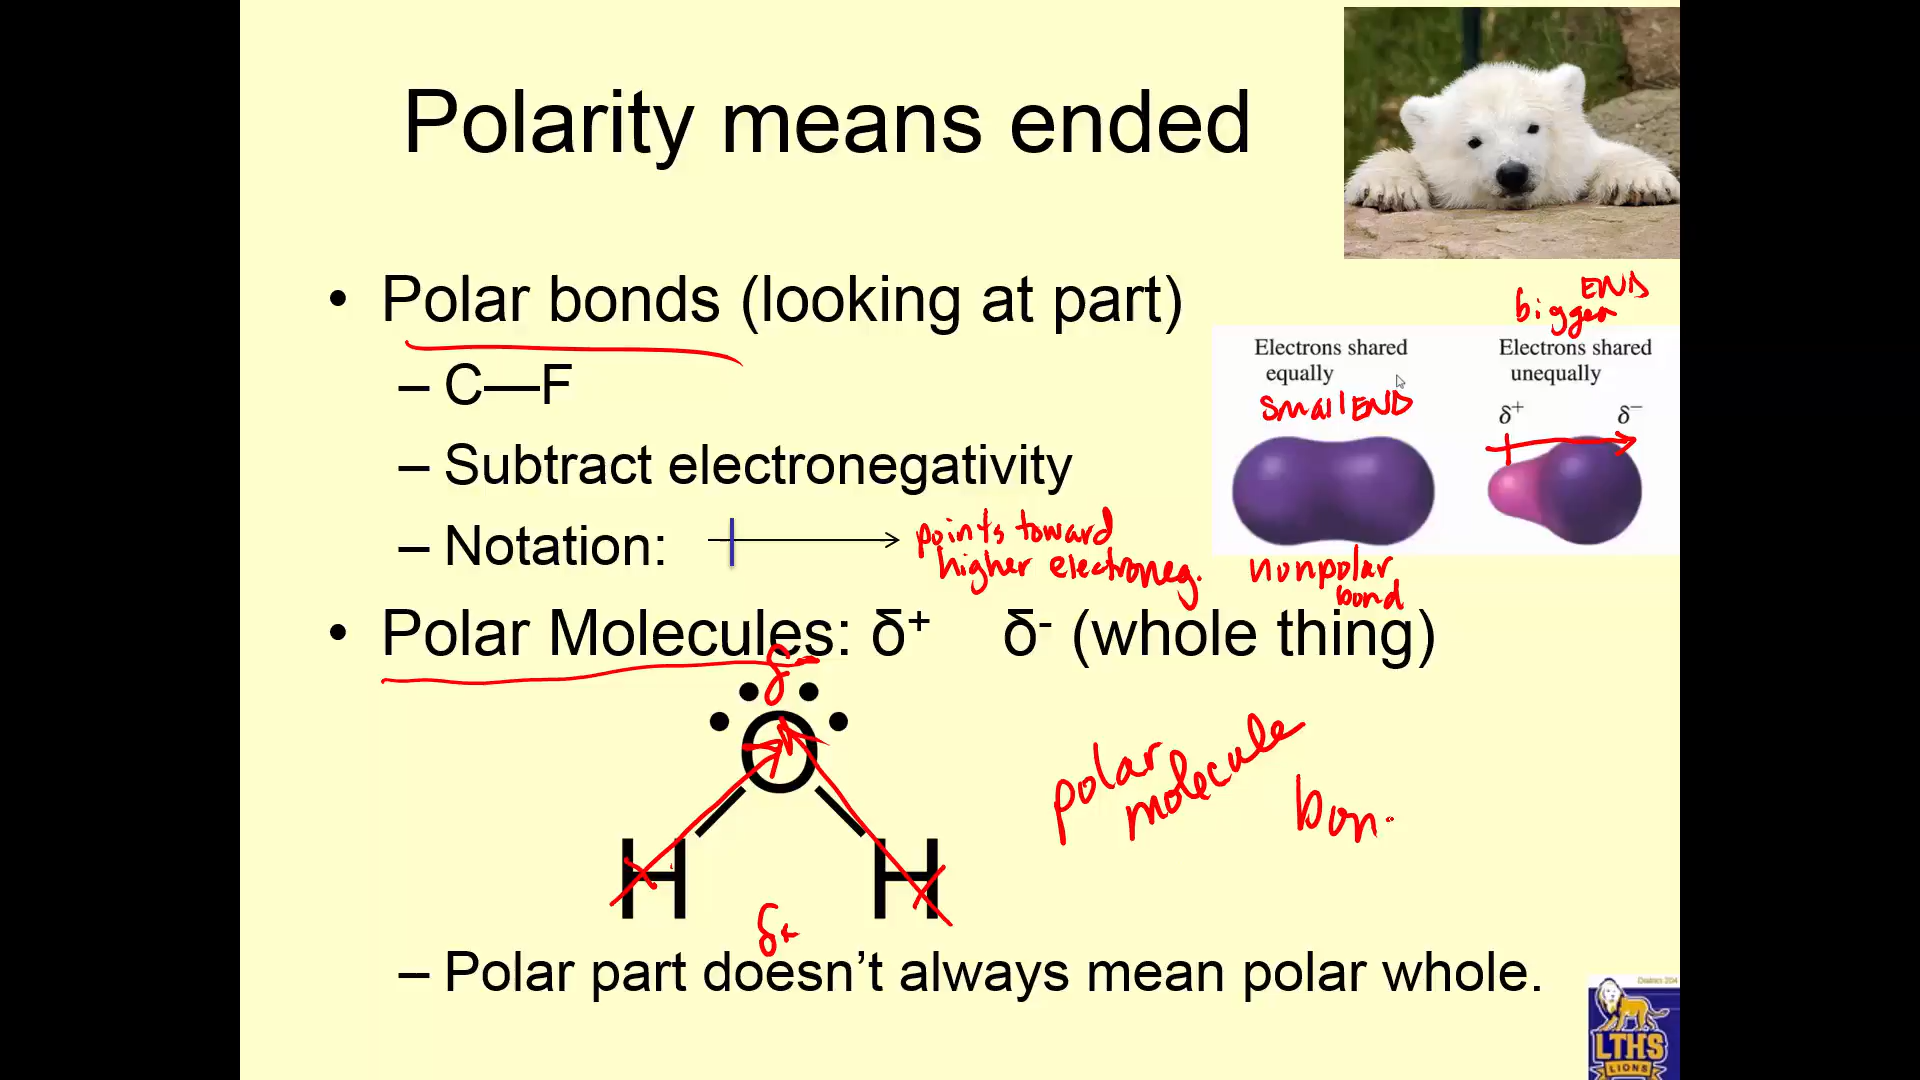 Polarity means ended
• Polar bonds (looking at part)
– C—F
– Subtract electronegativity
– Notation:
points toward
higher electroneg.
END
bigger
Electrons shared
equally
small END
nonpolar
bond
Electrons shared
unequally
δ+ δ−
• Polar Molecules: δ+ δ- (whole thing)
δ-
O
H H
δ+
polar
molecule
bon
– Polar part doesn’t always mean polar whole.
District 204
LTHS
LIONS